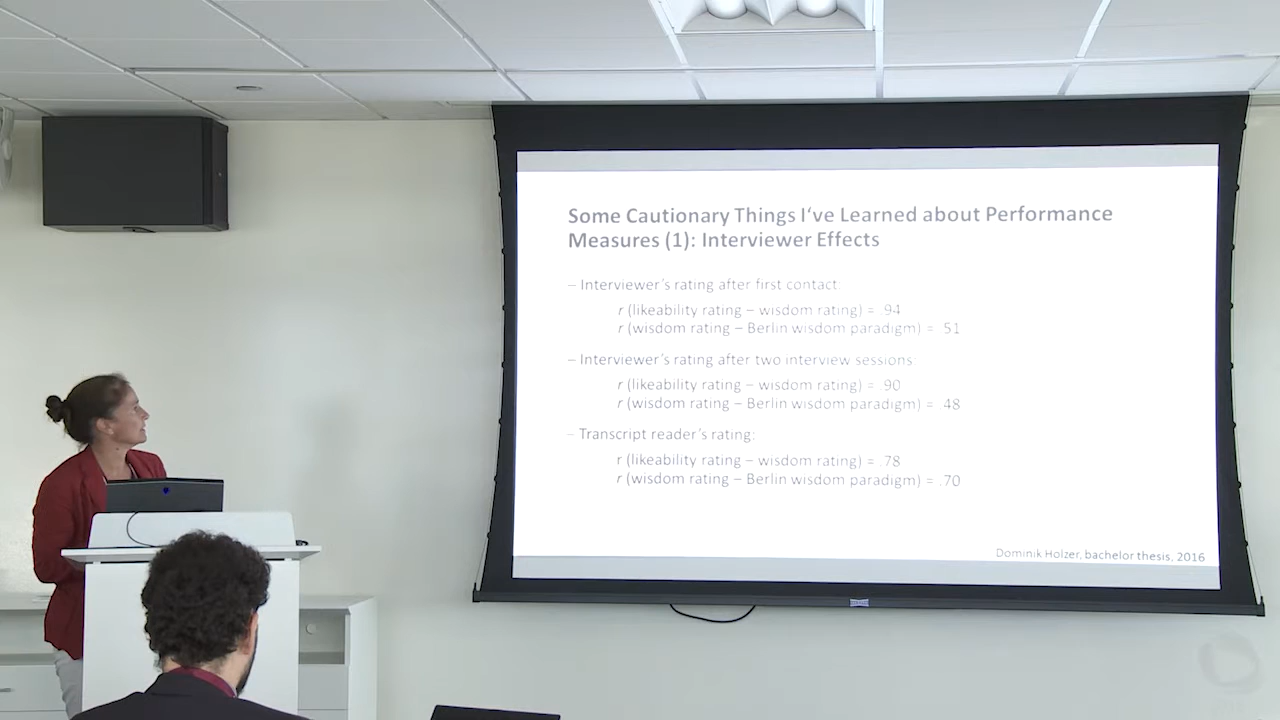 Some Cautionary Things I've Learned about Performance
Measures (1): Interviewer Effects
– Interviewer's rating after first contact:
r (likeability rating – wisdom rating) = .94
r (wisdom rating – Berlin wisdom paradigm) = .51
– Interviewer's rating after two interview sessions:
r (likeability rating – wisdom rating) = .90
r (wisdom rating – Berlin wisdom paradigm) = .48
– Transcript reader's rating:
r (likeability rating – wisdom rating) = .78
r (wisdom rating – Berlin wisdom paradigm) = .70
Dominik Holzer, bachelor thesis, 2016